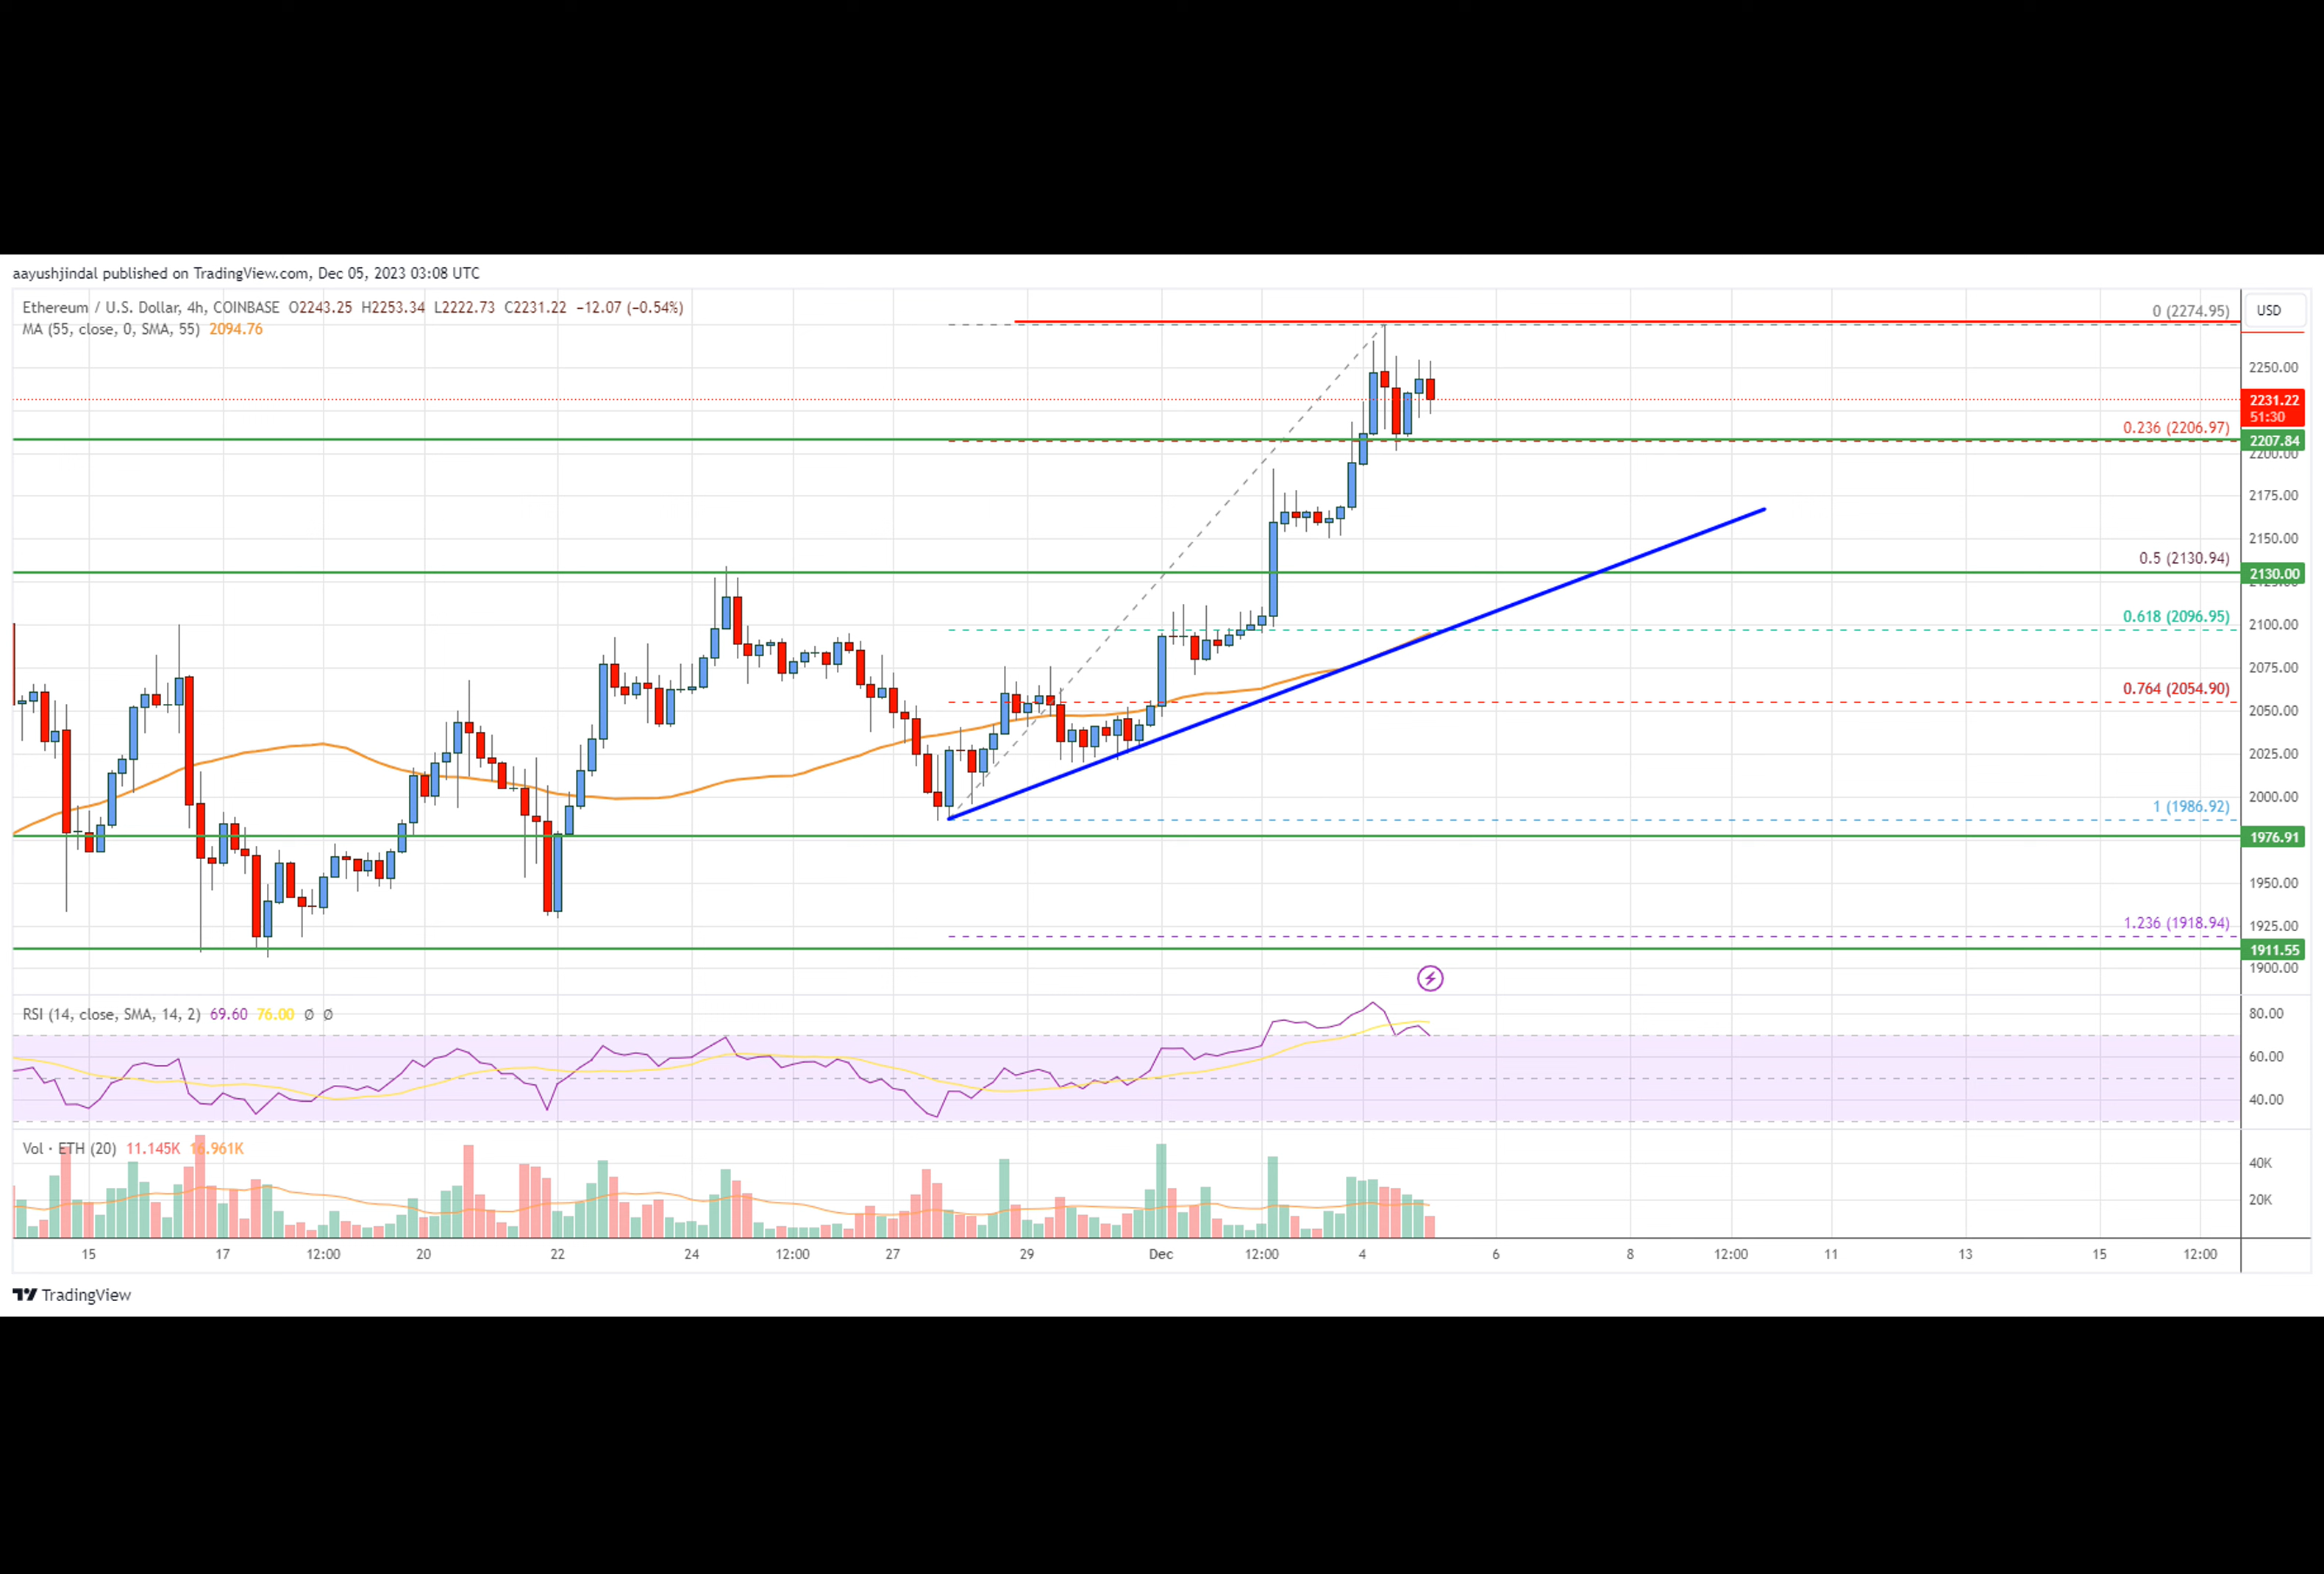 aayushjindal published on TradingView.com, Dec 05, 2023 03:08 UTC
Ethereum / U.S. Dollar, 4h, COINBASE O2243.25 H2253.34 L2222.73 C2231.22 −12.07 (−0.54%)
MA (55, close, 0, SMA, 55) 2094.76
0 (2274.95)
USD
2250.00
2231.22
51:30
0.236 (2206.97)
2207.84
2200.00
2175.00
2150.00
0.5 (2130.94)
2130.00
0.618 (2096.95)
2100.00
2075.00
0.764 (2054.90)
2050.00
2025.00
2000.00
1 (1986.92)
1976.91
1950.00
1.236 (1918.94)
1925.00
1911.55
1900.00
RSI (14, close, SMA, 14, 2) 69.60 76.00 Ø Ø
80.00
60.00
40.00
Vol · ETH (20) 11.145K 16.961K
40K
20K
15 17 12:00 20 22 24 12:00 27 29 Dec 12:00 4 6 8 12:00 11 13 15 12:00
TradingView